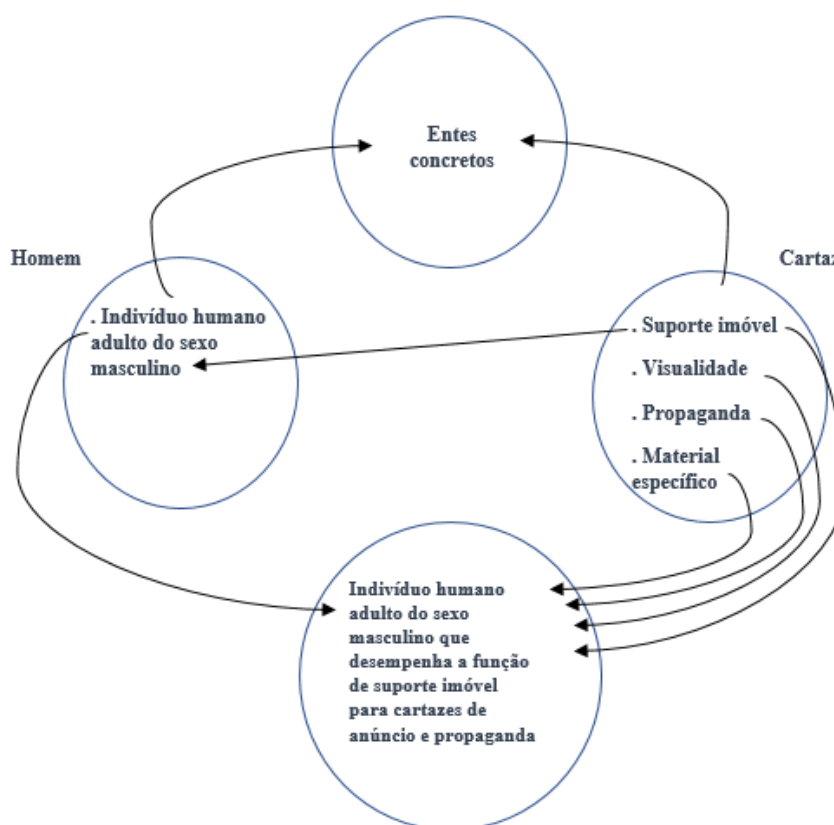 Entes
concretos
Homem
Cartaz
. Indivíduo humano
adulto do sexo
masculino
. Suporte imóvel
. Visualidade
. Propaganda
. Material
específico
Indivíduo humano
adulto do sexo
masculino que
desempenha a função
de suporte imóvel
para cartazes de
anúncio e propaganda